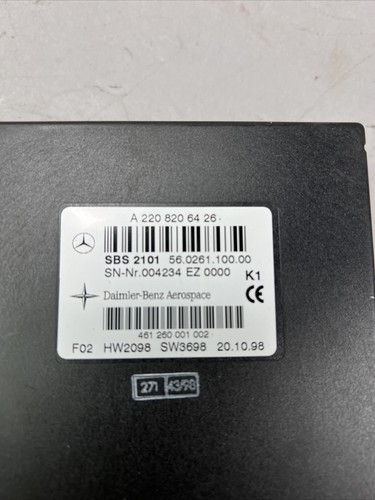 A 220 820 64 26
SBS 2101 56.0261.100.00
SN-Nr.004234 EZ 0000 K1
Daimler-Benz Aerospace CE
461 260 001 002
F02 HW2098 SW3698 20.10.98
271 43/98